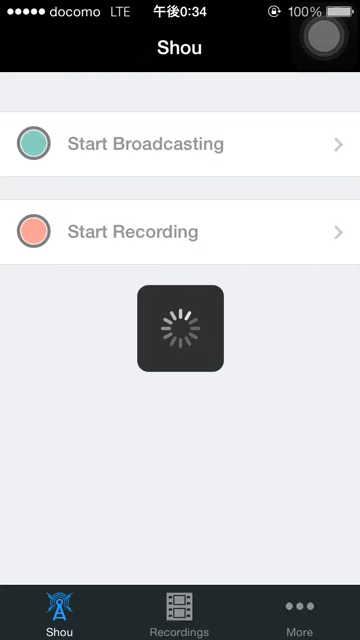 docomo LTE 午後0:34 100%
Shou
Start Broadcasting
Start Recording
Shou Recordings More